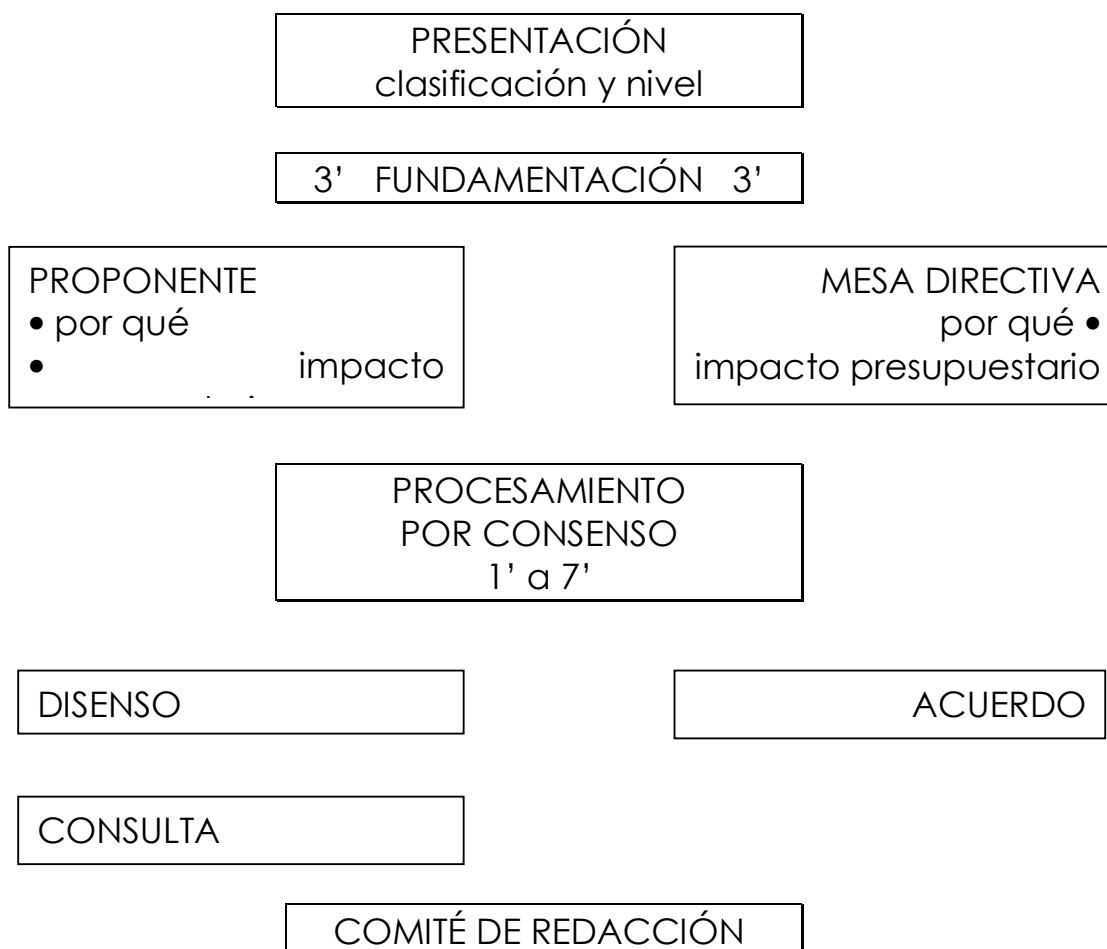 PRESENTACIÓN
clasificación y nivel
3’ FUNDAMENTACIÓN 3’
PROPONENTE
• por qué
• impacto
MESA DIRECTIVA
por qué •
impacto presupuestario
PROCESAMIENTO
POR CONSENSO
1’ a 7’
DISENSO
ACUERDO
CONSULTA
COMITÉ DE REDACCIÓN